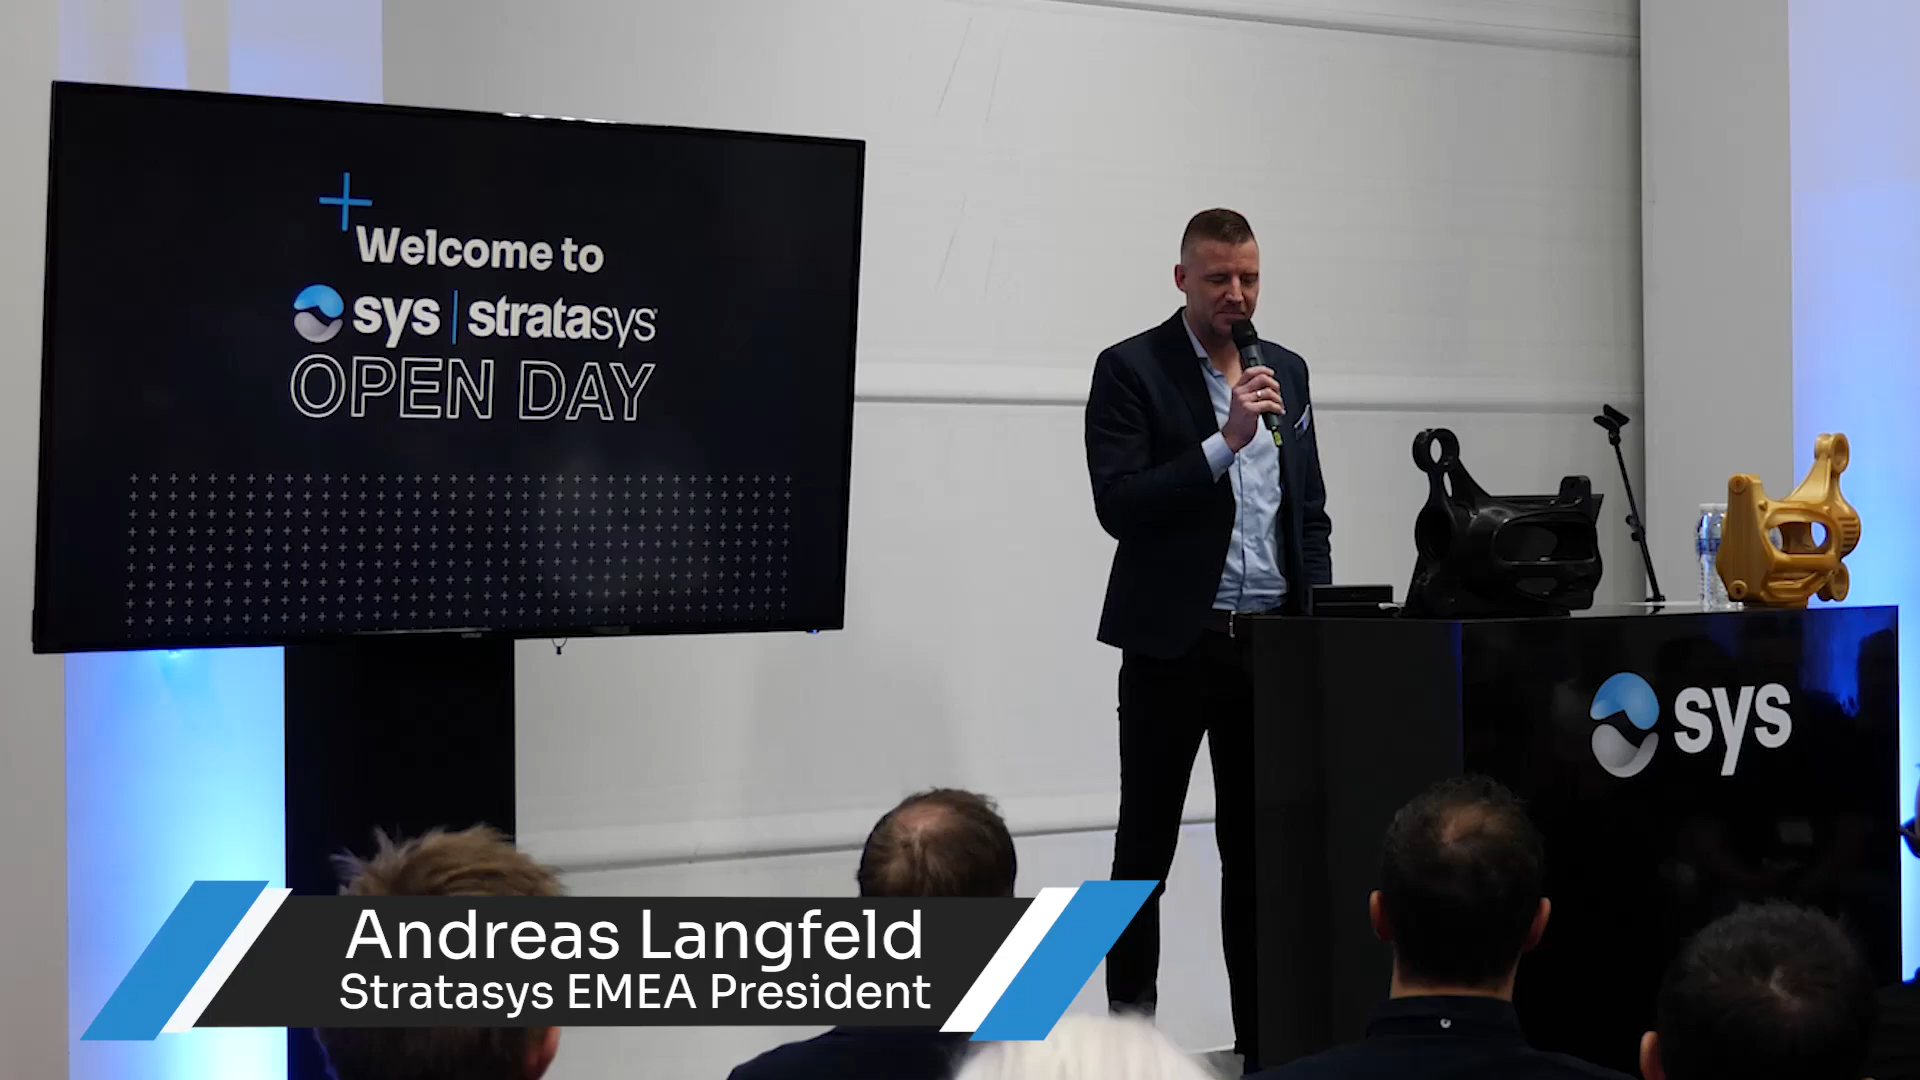 Welcome to
sys | stratasys
OPEN DAY
sys
Andreas Langfeld
Stratasys EMEA President